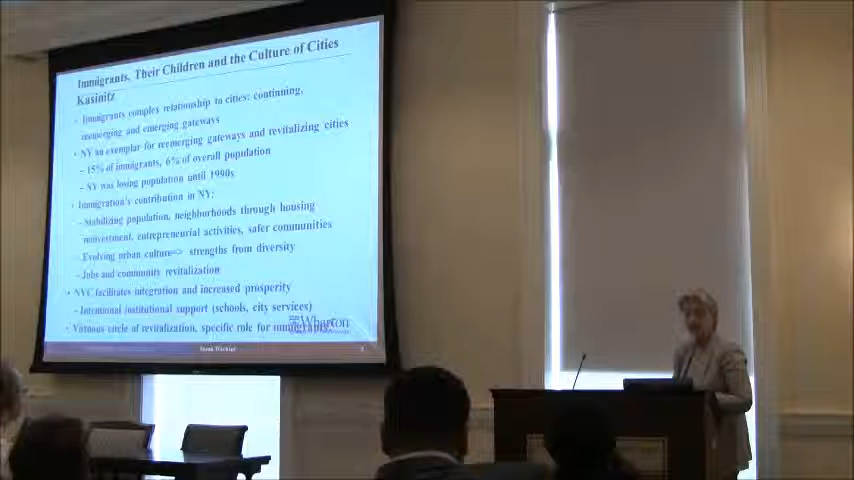 Immigrants, Their Children and the Culture of Cities
Kasinitz
• Immigrants complex relationship to cities: continuing,
reemerging and emerging gateways
• NY an exemplar for reemerging gateways and revitalizing cities
– 15% of immigrants, 6% of overall population
– NY was losing population until 1990s
• Immigration's contribution in NY:
– Stabilizing population, neighborhoods through housing
reinvestment, entrepreneurial activities, safer communities
– Evolving urban culture=> strengths from diversity
– Jobs and community revitalization
• NYC facilitates integration and increased prosperity
– Intentional/institutional support (schools, city services)
• Virtuous circle of revitalization, specific role for immigrants
Wharton
Susan Wachter